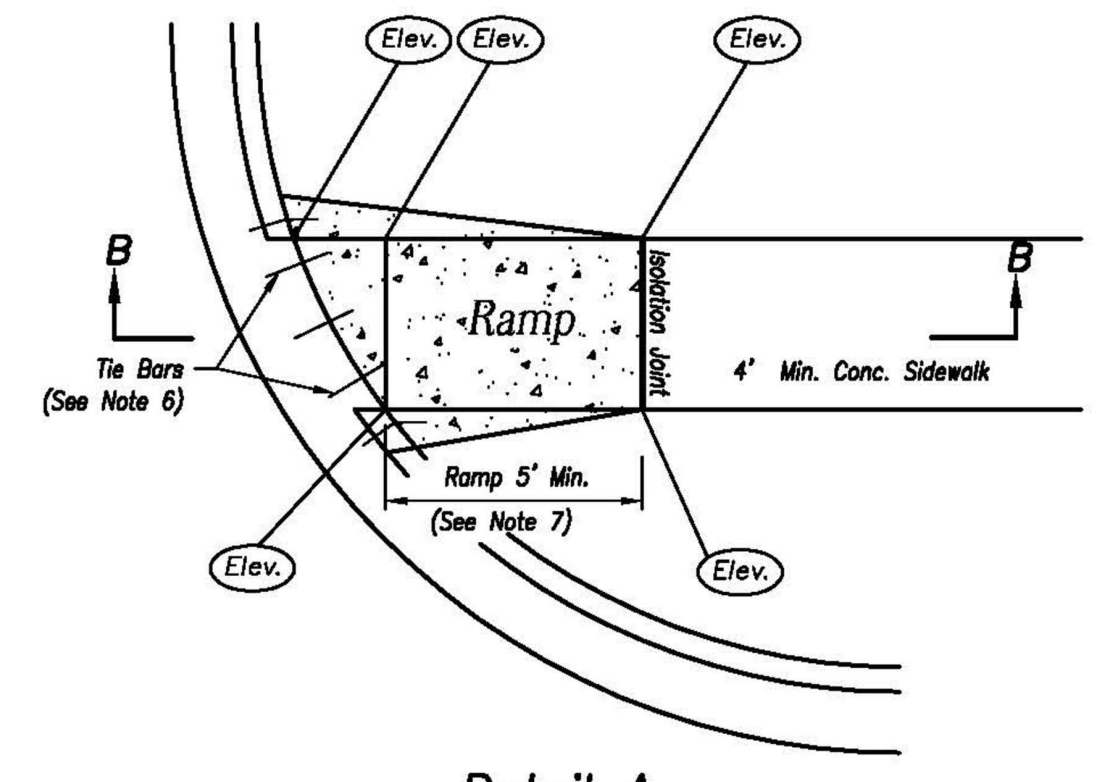 Elev.
Elev.
Elev.
B
B
Isolation Joint
Ramp
Tie Bars
(See Note 6)
4' Min. Conc. Sidewalk
Ramp 5' Min.
(See Note 7)
Elev.
Elev.